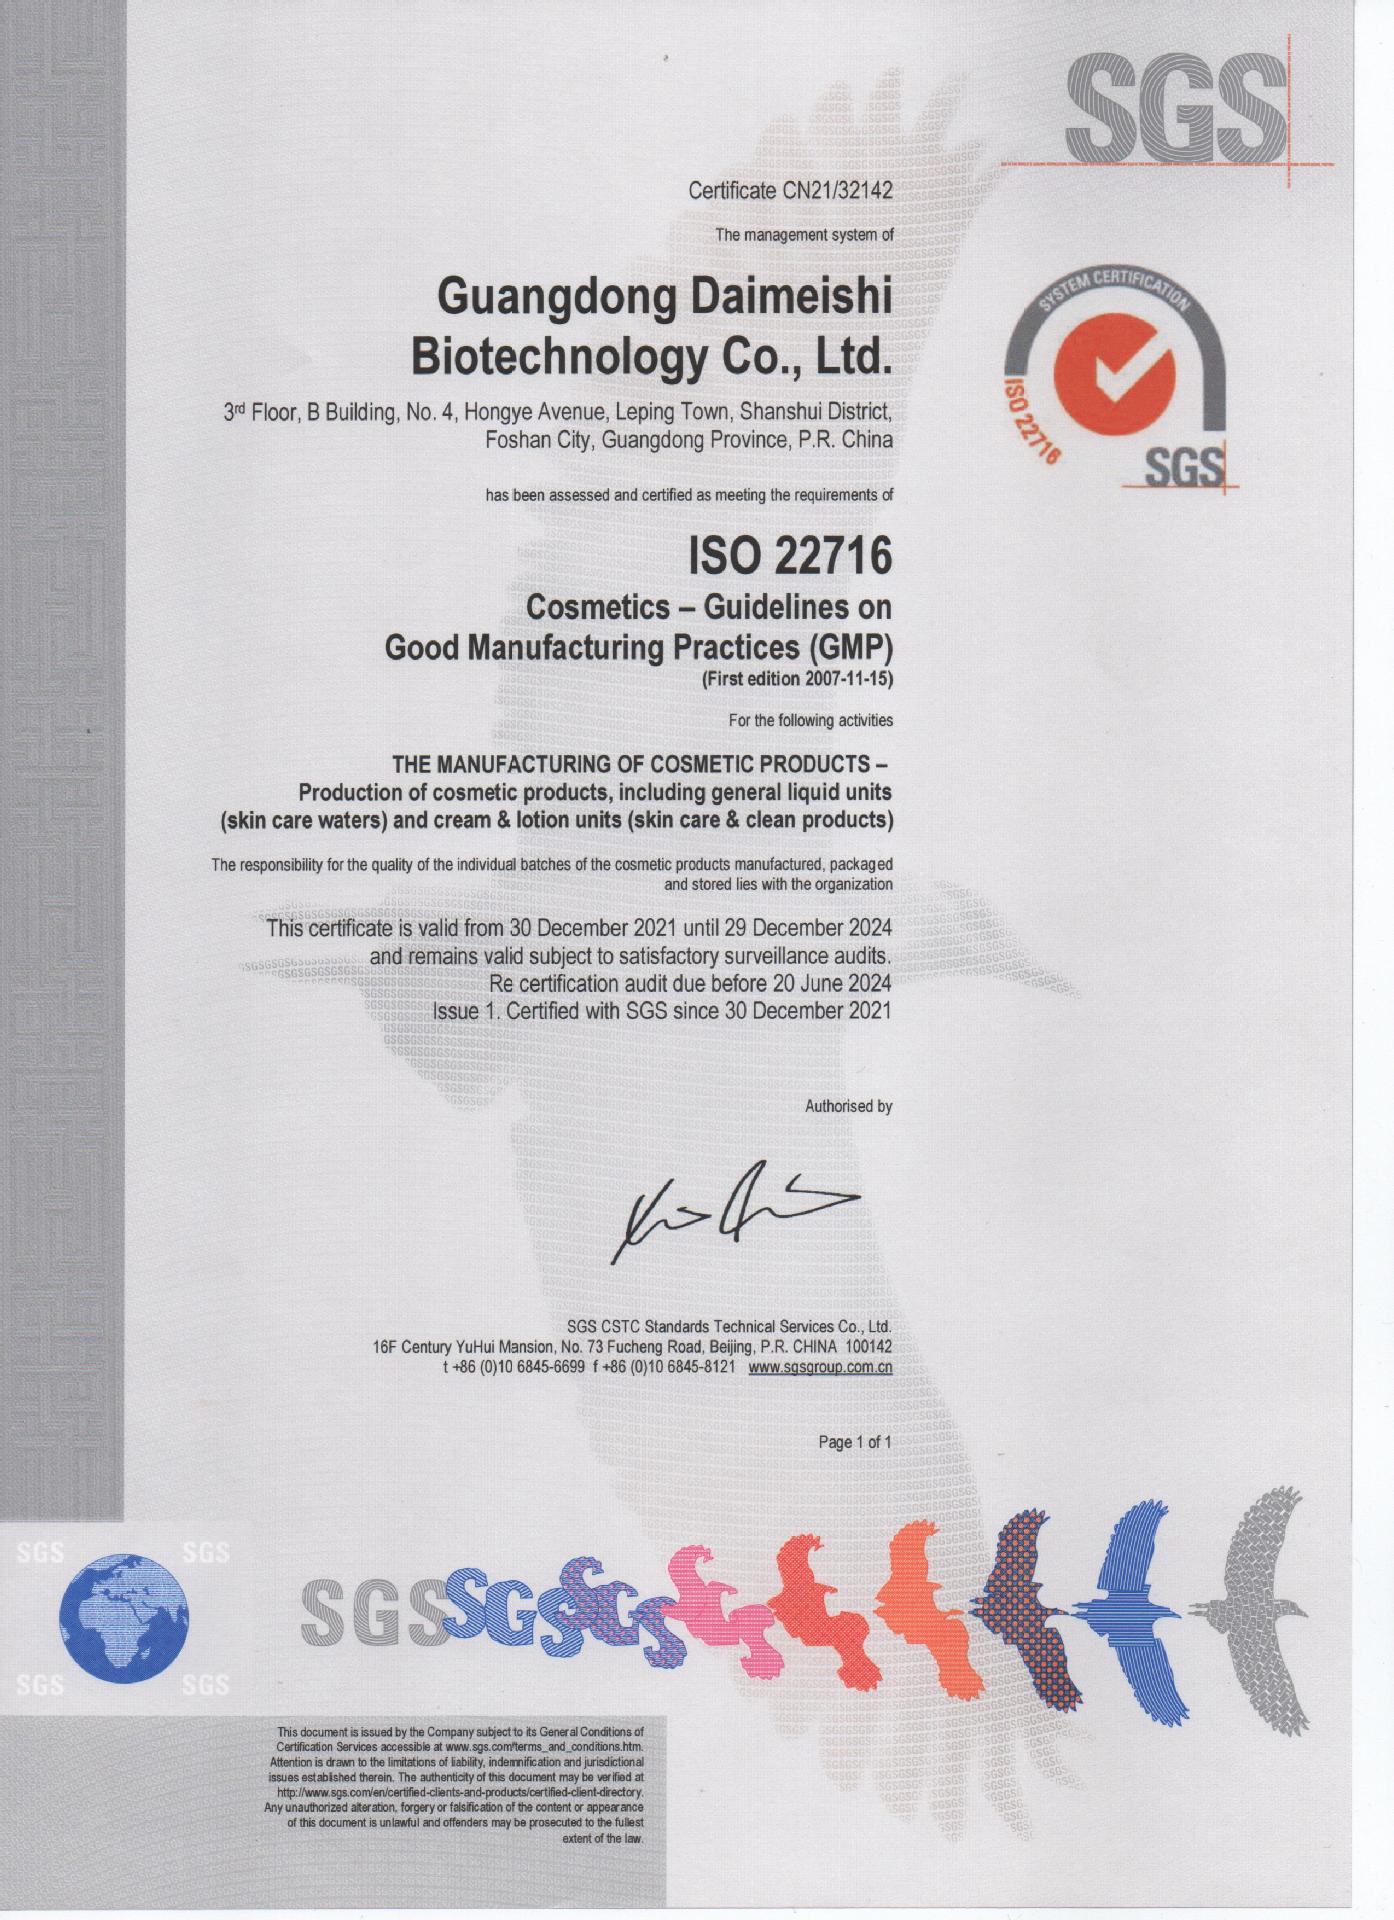 SGS
Certificate CN21/32142
The management system of
Guangdong Daimeishi
Biotechnology Co., Ltd.
3rd Floor, B Building, No. 4, Hongye Avenue, Leping Town, Shanshui District,
Foshan City, Guangdong Province, P.R. China
SYSTEM CERTIFICATION
ISO 22716
SGS
has been assessed and certified as meeting the requirements of
ISO 22716
Cosmetics – Guidelines on
Good Manufacturing Practices (GMP)
(First edition 2007-11-15)
For the following activities
THE MANUFACTURING OF COSMETIC PRODUCTS –
Production of cosmetic products, including general liquid units
(skin care waters) and cream & lotion units (skin care & clean products)
The responsibility for the quality of the individual batches of the cosmetic products manufactured, packaged
and stored lies with the organization
This certificate is valid from 30 December 2021 until 29 December 2024
and remains valid subject to satisfactory surveillance audits.
Re certification audit due before 20 June 2024
Issue 1. Certified with SGS since 30 December 2021
Authorised by
SGS CSTC Standards Technical Services Co., Ltd.
16F Century YuHui Mansion, No. 73 Fucheng Road, Beijing, P.R. CHINA 100142
t +86 (0)10 6845-6699 f +86 (0)10 6845-8121 www.sgsgroup.com.cn
Page 1 of 1
SGS SGS
SGS SGS SGS
SGS SGS
This document is issued by the Company subject to its General Conditions of
Certification Services accessible at www.sgs.com/terms_and_conditions.htm.
Attention is drawn to the limitations of liability, indemnification and jurisdictional
issues established therein. The authenticity of this document may be verified at
http://www.sgs.com/en/certified-clients-and-products/certified-client-directory.
Any unauthorized alteration, forgery or falsification of the content or appearance
of this document is unlawful and offenders may be prosecuted to the fullest
extent of the law.